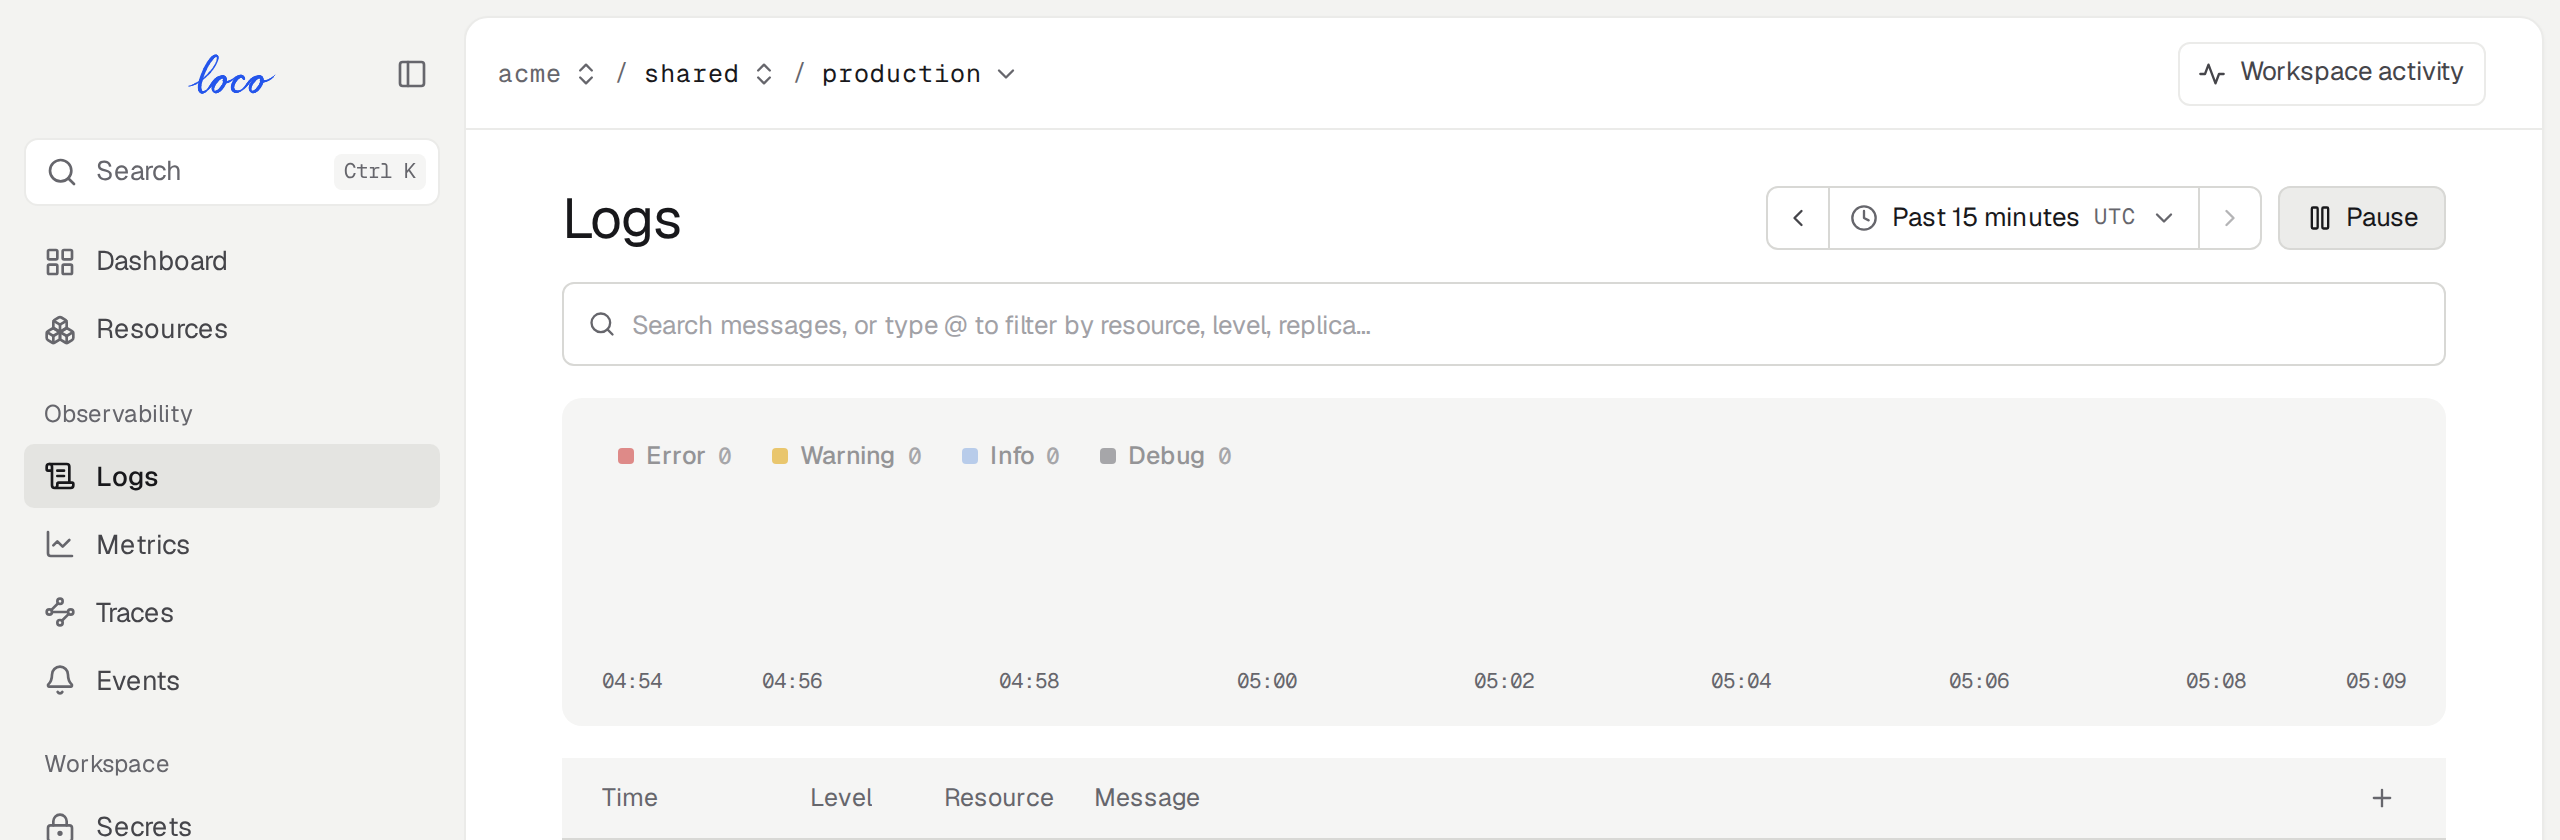 loco
acme / shared / production
Workspace activity
Search Ctrl K
Dashboard
Resources
Observability
Logs
Metrics
Traces
Events
Workspace
Secrets
Logs
Past 15 minutes UTC
Pause
Search messages, or type @ to filter by resource, level, replica...
Error 0 Warning 0 Info 0 Debug 0
04:54 04:56 04:58 05:00 05:02 05:04 05:06 05:08 05:09
Time Level Resource Message